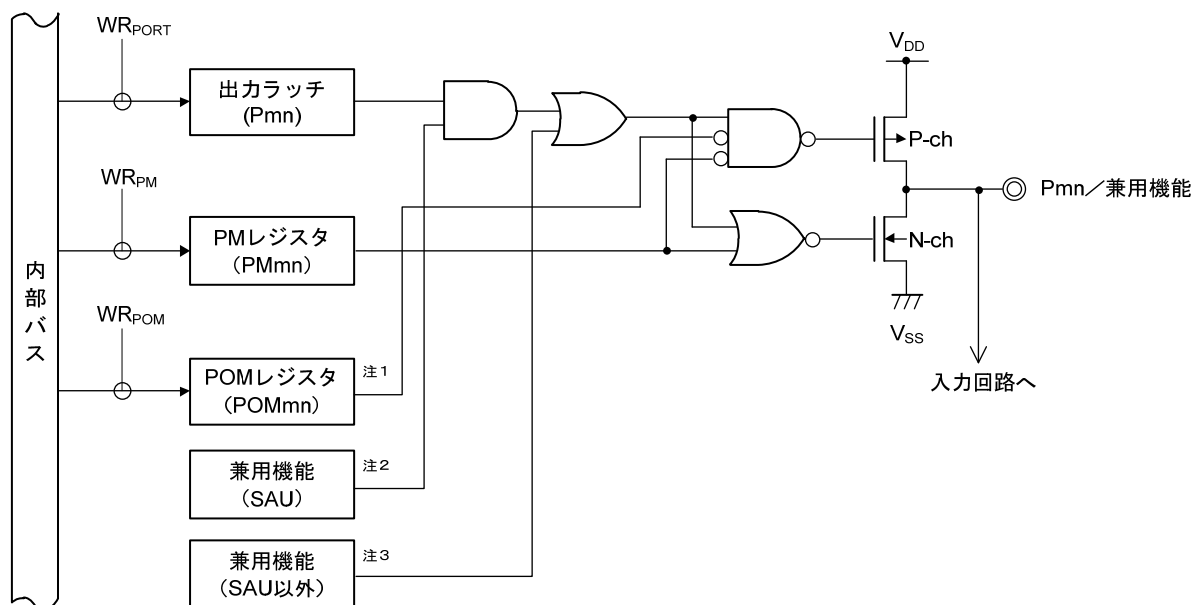 WRPORT
出力ラッチ
(Pmn)
VDD
P-ch
Pmn／兼用機能
WRPM
PMレジスタ
(PMmn)
N-ch
内部バス
VSS
入力回路へ
WRPOM
POMレジスタ
(POMmn)
注1
兼用機能
(SAU)
注2
兼用機能
(SAU以外)
注3